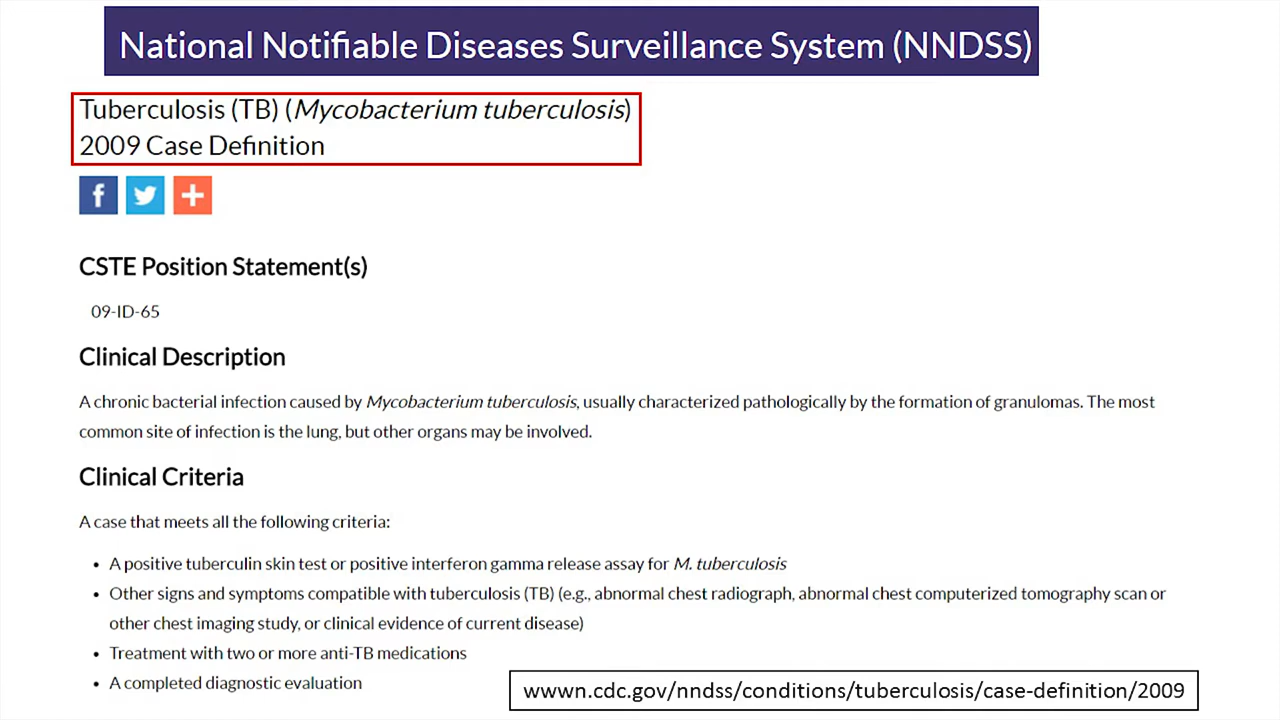 National Notifiable Diseases Surveillance System (NNDSS)
Tuberculosis (TB) (Mycobacterium tuberculosis)
2009 Case Definition
CSTE Position Statement(s)
09-ID-65
Clinical Description
A chronic bacterial infection caused by Mycobacterium tuberculosis, usually characterized pathologically by the formation of granulomas. The most
common site of infection is the lung, but other organs may be involved.
Clinical Criteria
A case that meets all the following criteria:
• A positive tuberculin skin test or positive interferon gamma release assay for M. tuberculosis
• Other signs and symptoms compatible with tuberculosis (TB) (e.g., abnormal chest radiograph, abnormal chest computerized tomography scan or
other chest imaging study, or clinical evidence of current disease)
• Treatment with two or more anti-TB medications
• A completed diagnostic evaluation
wwwn.cdc.gov/nndss/conditions/tuberculosis/case-definition/2009